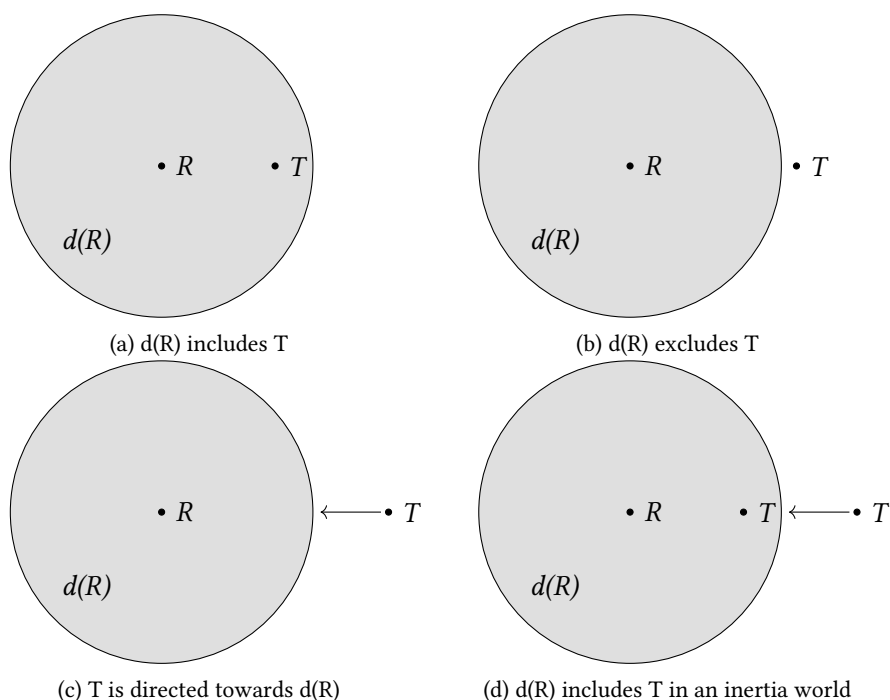 R T R T
d(R) d(R)
(a) d(R) includes T (b) d(R) excludes T
R T R T T
d(R) d(R)
(c) T is directed towards d(R) (d) d(R) includes T in an inertia world